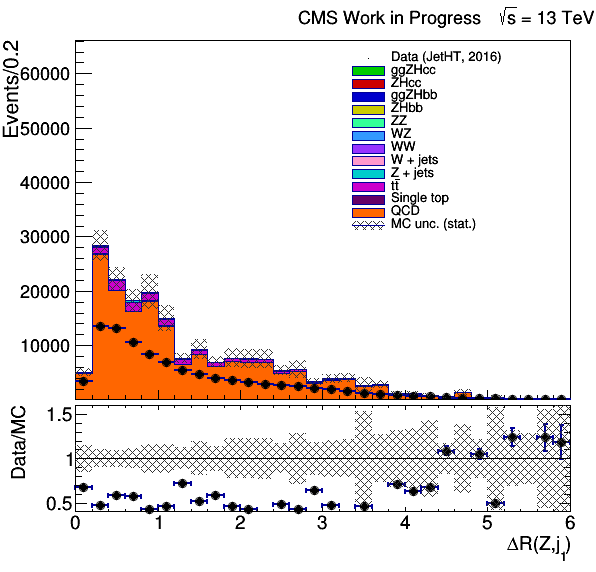 CMS Work in Progress √s = 13 TeV
Events/0.2
60000
50000
40000
30000
20000
10000
Data (JetHT, 2016)
ggZHcc
ZHcc
ggZHbb
ZHbb
ZZ
WZ
WW
W + jets
Z + jets
tt̄
Single top
QCD
MC unc. (stat.)
Data/MC
1.5
1
0.5
0 1 2 3 4 5 6
ΔR(Z,j₁)